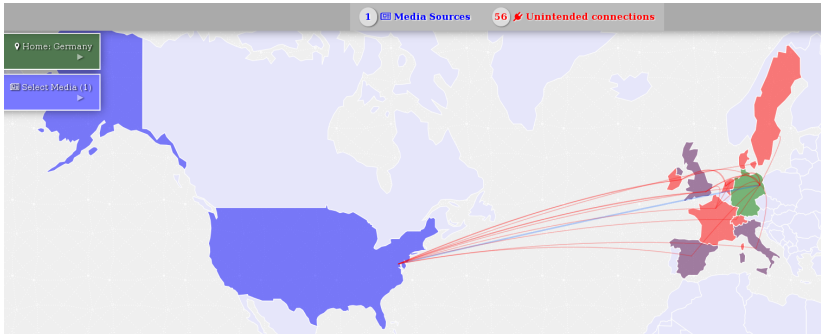 1 Media Sources 56 Unintended connections
Home: Germany
▶
Select Media (1)
▶